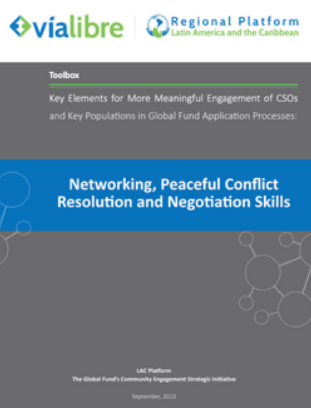 vialibre
Regional Platform
Latin America and the Caribbean
Toolbox
Key Elements for More Meaningful Engagement of CSOs
and Key Populations in Global Fund Application Processes:
Networking, Peaceful Conflict
Resolution and Negotiation Skills
LAC Platform
The Global Fund's Community Engagement Strategic Initiative
September, 2023